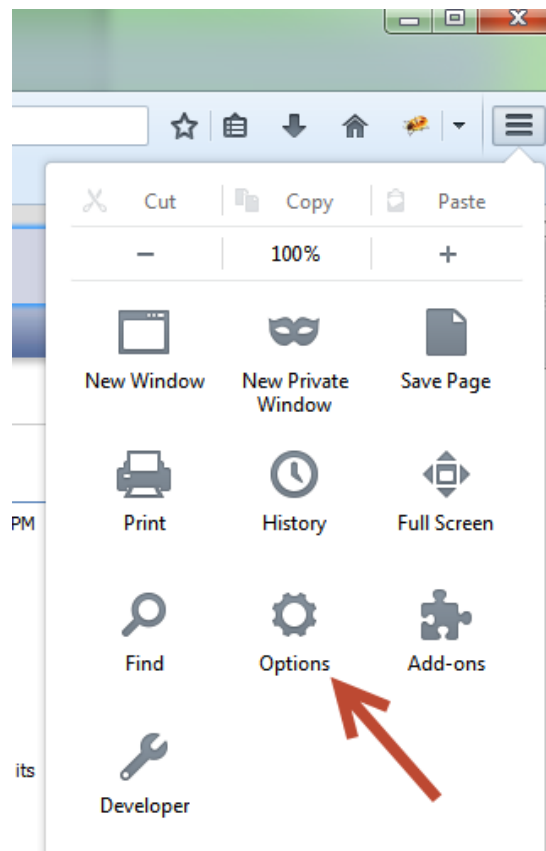 Cut Copy Paste
100%
New Window New Private Window Save Page
PM
Print History Full Screen
Find Options Add-ons
its
Developer